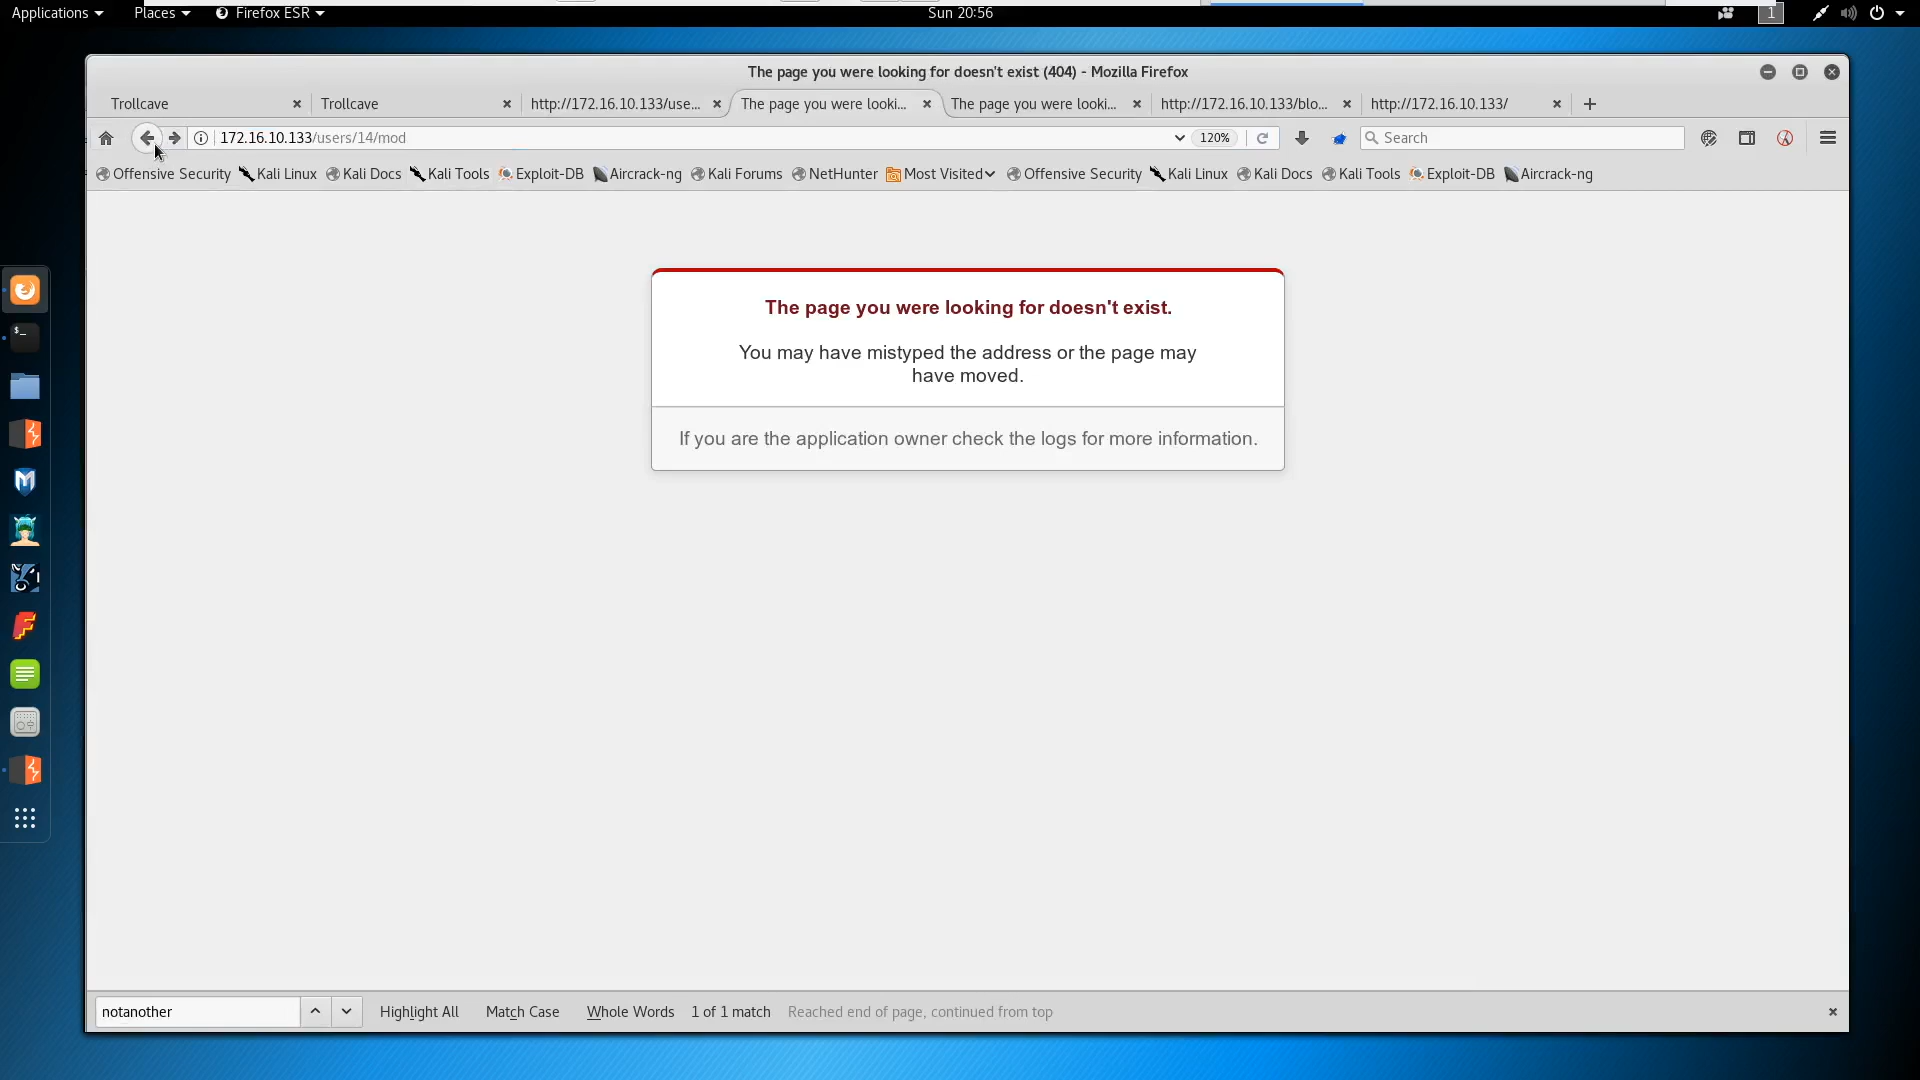 Applications Places Firefox ESR Sun 20:56 1
The page you were looking for doesn't exist (404) - Mozilla Firefox
Trollcave Trollcave http://172.16.10.133/use... The page you were looki... The page you were looki... http://172.16.10.133/blo... http://172.16.10.133/
172.16.10.133/users/14/mod 120% Search
Offensive Security Kali Linux Kali Docs Kali Tools Exploit-DB Aircrack-ng Kali Forums NetHunter Most Visited Offensive Security Kali Linux Kali Docs Kali Tools Exploit-DB Aircrack-ng
The page you were looking for doesn't exist.
You may have mistyped the address or the page may
have moved.
If you are the application owner check the logs for more information.
notanother Highlight All Match Case Whole Words 1 of 1 match Reached end of page, continued from top